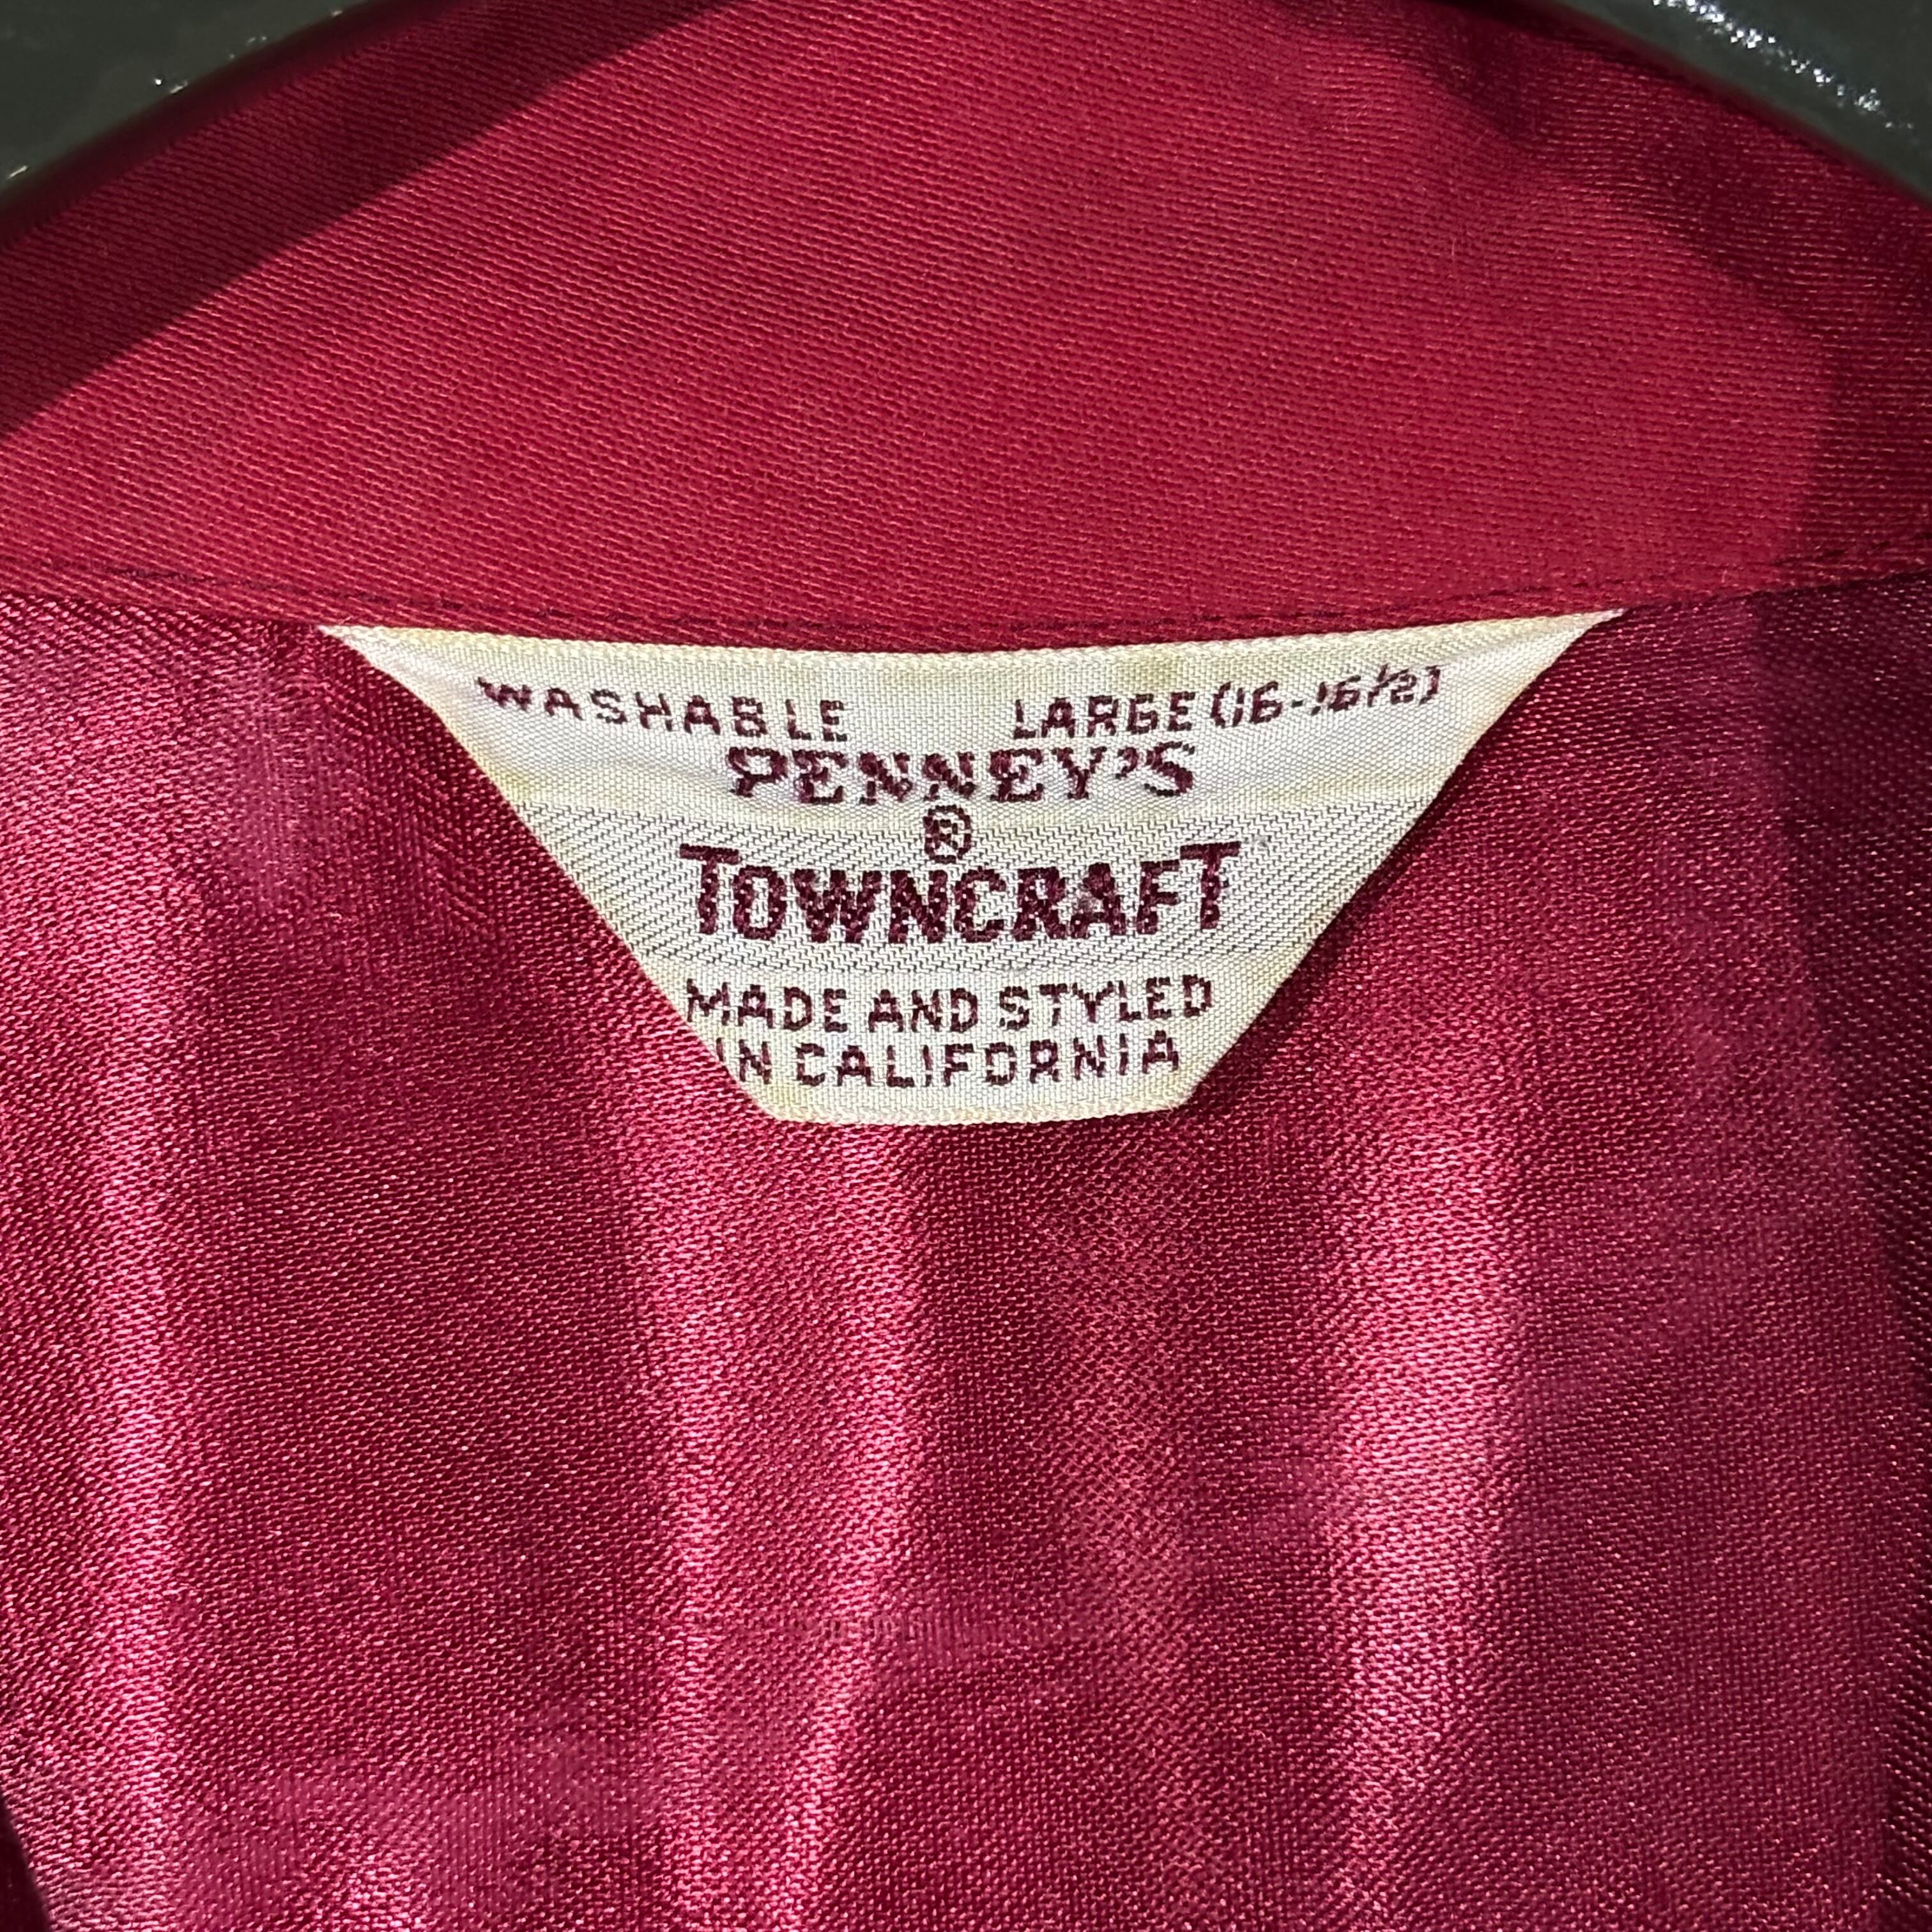 WASHABLE LARGE (16-16½)
PENNEY'S
®
TOWNCRAFT
MADE AND STYLED
IN CALIFORNIA